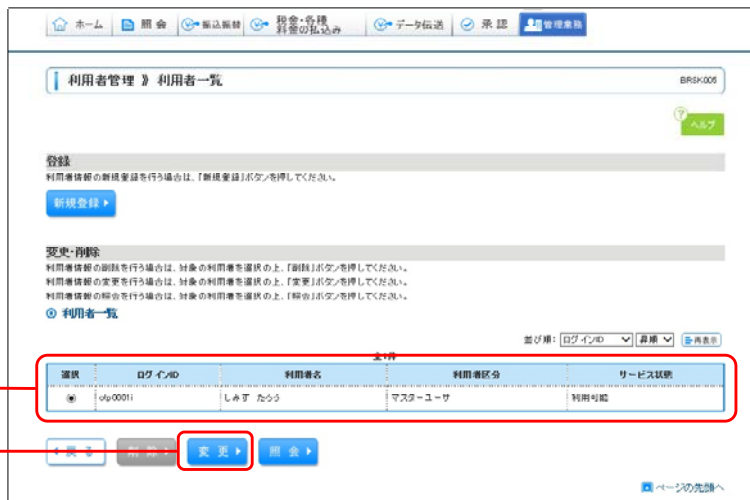 ホーム 照会 振込振替 税金・各種料金の払込み データ伝送 承認 管理業務
利用者管理 》 利用者一覧 BRSK005
? ヘルプ
登録
利用者情報の新規登録を行う場合は、「新規登録」ボタンを押してください。
新規登録
変更・削除
利用者情報の削除を行う場合は、対象の利用者を選択の上、「削除」ボタンを押してください。
利用者情報の変更を行う場合は、対象の利用者を選択の上、「変更」ボタンを押してください。
利用者情報の照会を行う場合は、対象の利用者を選択の上、「照会」ボタンを押してください。
利用者一覧
並び順: ログインID 昇順 再表示
全1件
選択 ログインID 利用者名 利用者区分 サービス状態
しみず たろう マスターユーザ 利用可能
戻る 削除 変更 照会
ページの先頭へ